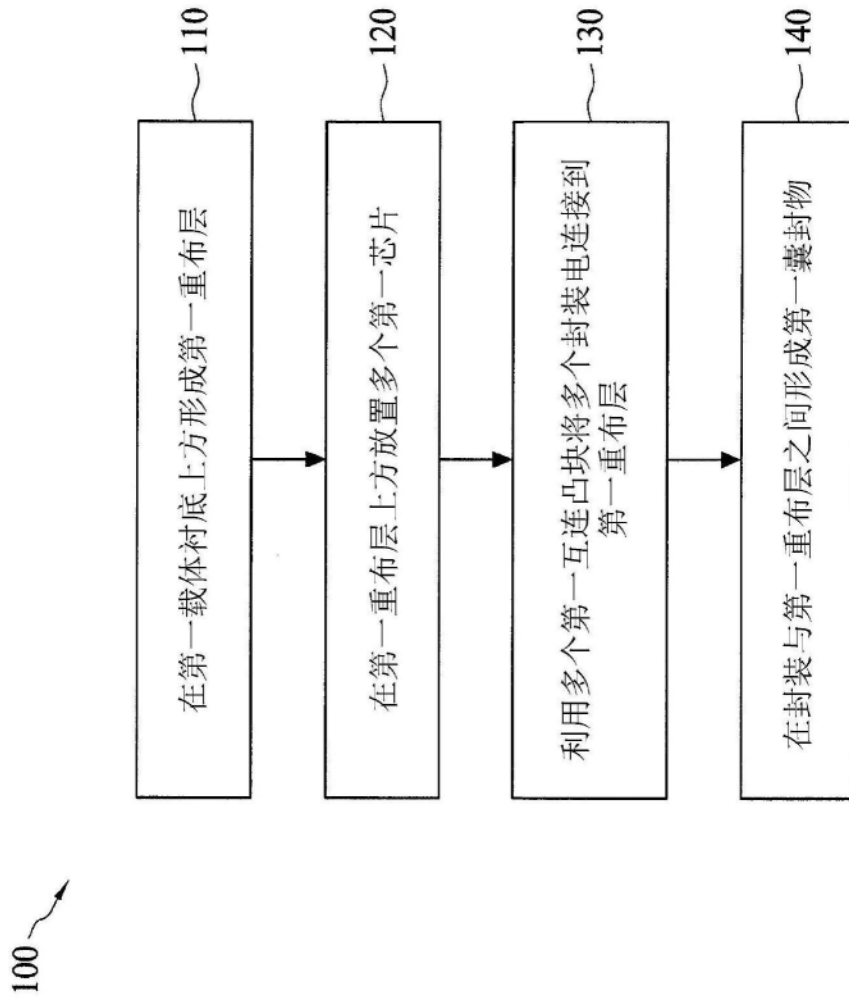 100
在第一载体衬底上方形成第一重布层
110
在第一重布层上方放置多个第一芯片
120
利用多个第一互连凸块将多个封装电连接到
第一重布层
130
在封装与第一重布层之间形成第一囊封物
140